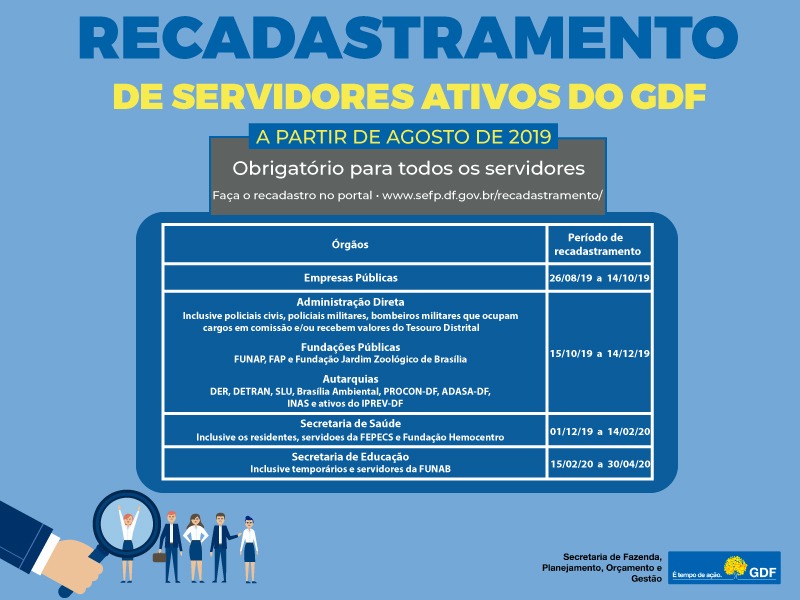 RECADASTRAMENTO
DE SERVIDORES ATIVOS DO GDF
A PARTIR DE AGOSTO DE 2019
Obrigatório para todos os servidores
Faça o recadastro no portal • www.sefp.df.gov.br/recadastramento/
Órgãos
Período de
recadastramento
Empresas Públicas
26/08/19 a 14/10/19
Administração Direta
Inclusive policiais civis, policiais militares, bombeiros militares que ocupam
cargos em comissão e/ou recebem valores do Tesouro Distrital
Fundações Públicas
FUNAP, FAP e Fundação Jardim Zoológico de Brasília
Autarquias
DER, DETRAN, SLU, Brasília Ambiental, PROCON-DF, ADASA-DF,
INAS e ativos do IPREV-DF
15/10/19 a 14/12/19
Secretaria de Saúde
Inclusive os residentes, servidoes da FEPECS e Fundação Hemocentro
01/12/19 a 14/02/20
Secretaria de Educação
Inclusive temporários e servidores da FUNAB
15/02/20 a 30/04/20
Secretaria de Fazenda,
Planejamento, Orçamento e
Gestão
É tempo de ação.
GDF